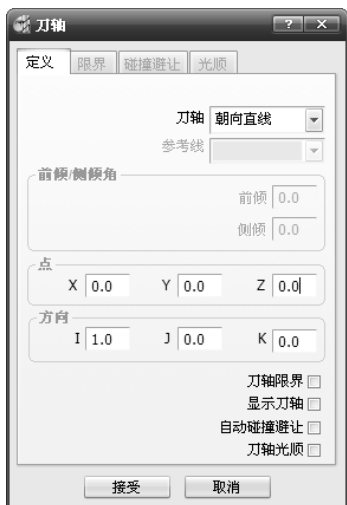 刀轴
定义 限界 碰撞避让 光顺
刀轴 朝向直线
参考线
前倾/侧倾角
前倾 0.0
侧倾 0.0
点
X 0.0 Y 0.0 Z 0.0
方向
I 1.0 J 0.0 K 0.0
刀轴限界
显示刀轴
自动碰撞避让
刀轴光顺
接受 取消